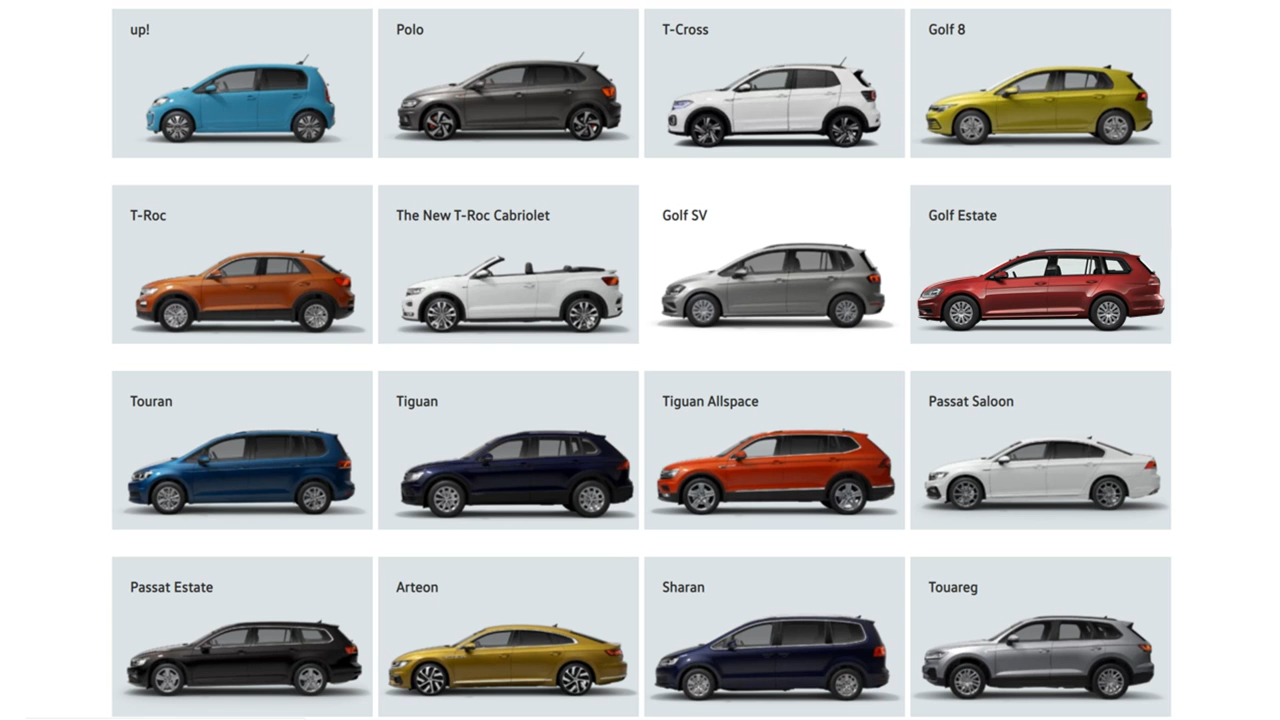 up!
Polo
T-Cross
Golf 8
T-Roc
The New T-Roc Cabriolet
Golf SV
Golf Estate
Touran
Tiguan
Tiguan Allspace
Passat Saloon
Passat Estate
Arteon
Sharan
Touareg